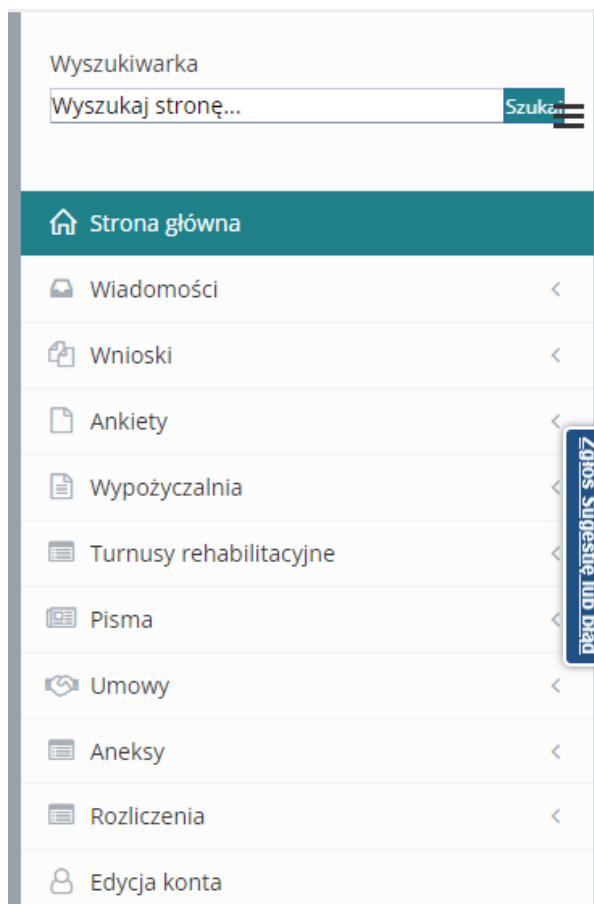 Wyszukiwarka
Wyszukaj stronę...
Szukaj
Strona główna
Wiadomości
Wnioski
Ankiety
Wypożyczalnia
Turnusy rehabilitacyjne
Pisma
Umowy
Aneksy
Rozliczenia
Edycja konta
Zgłoś Sugestię lub błąd